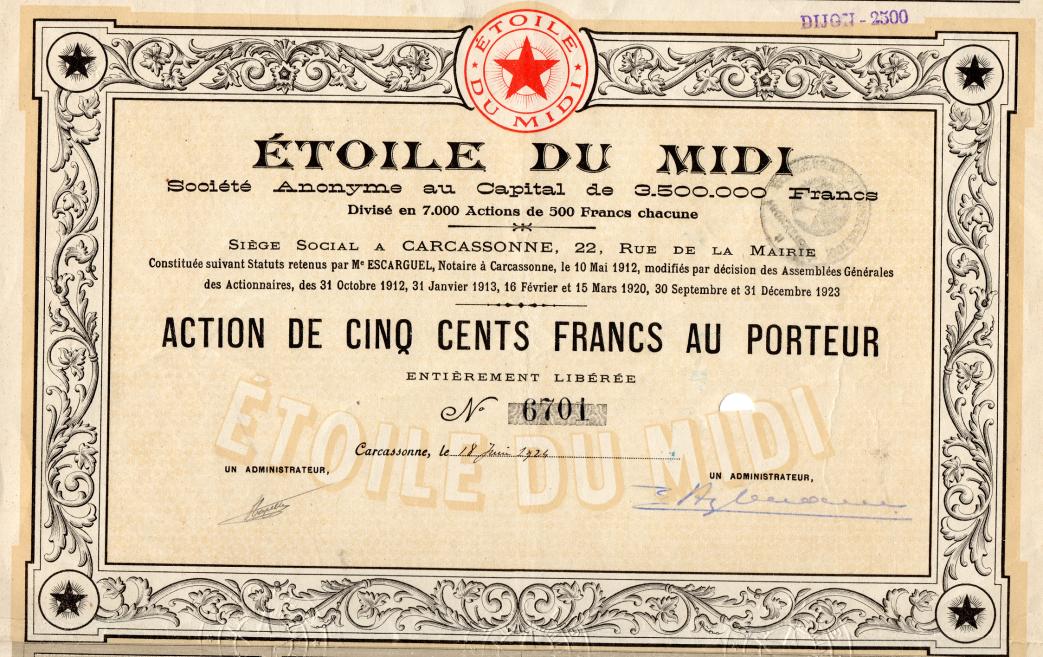 DIJON - 2500
ÉTOILE DU MIDI
ÉTOILE DU MIDI
Société Anonyme au Capital de 3.500.000 Francs
Divisé en 7.000 Actions de 500 Francs chacune
SIÈGE SOCIAL A CARCASSONNE, 22, RUE DE LA MAIRIE
Constituée suivant Statuts retenus par Me ESCARGUEL, Notaire à Carcassonne, le 10 Mai 1912, modifiés par décision des Assemblées Générales
des Actionnaires, des 31 Octobre 1912, 31 Janvier 1913, 16 Février et 15 Mars 1920, 30 Septembre et 31 Décembre 1923
ACTION DE CINQ CENTS FRANCS AU PORTEUR
ENTIÈREMENT LIBÉRÉE
No 6701
ÉTOILE DU MIDI
Carcassonne, le 18 Juin 1924
UN ADMINISTRATEUR,
UN ADMINISTRATEUR,